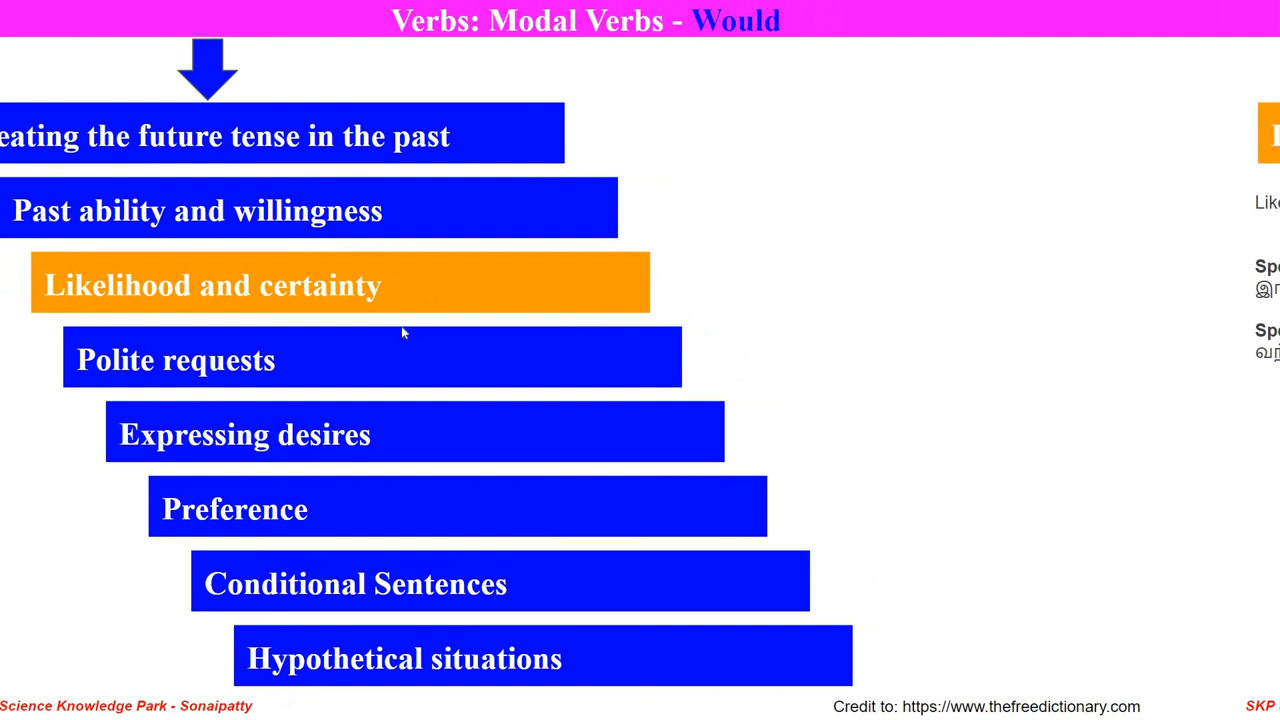 Verbs: Modal Verbs - Would
eating the future tense in the past
Past ability and willingness
Likelihood and certainty
Polite requests
Expressing desires
Preference
Conditional Sentences
Hypothetical situations
Science Knowledge Park - Sonaipatty
Credit to: https://www.thefreedictionary.com
SKP